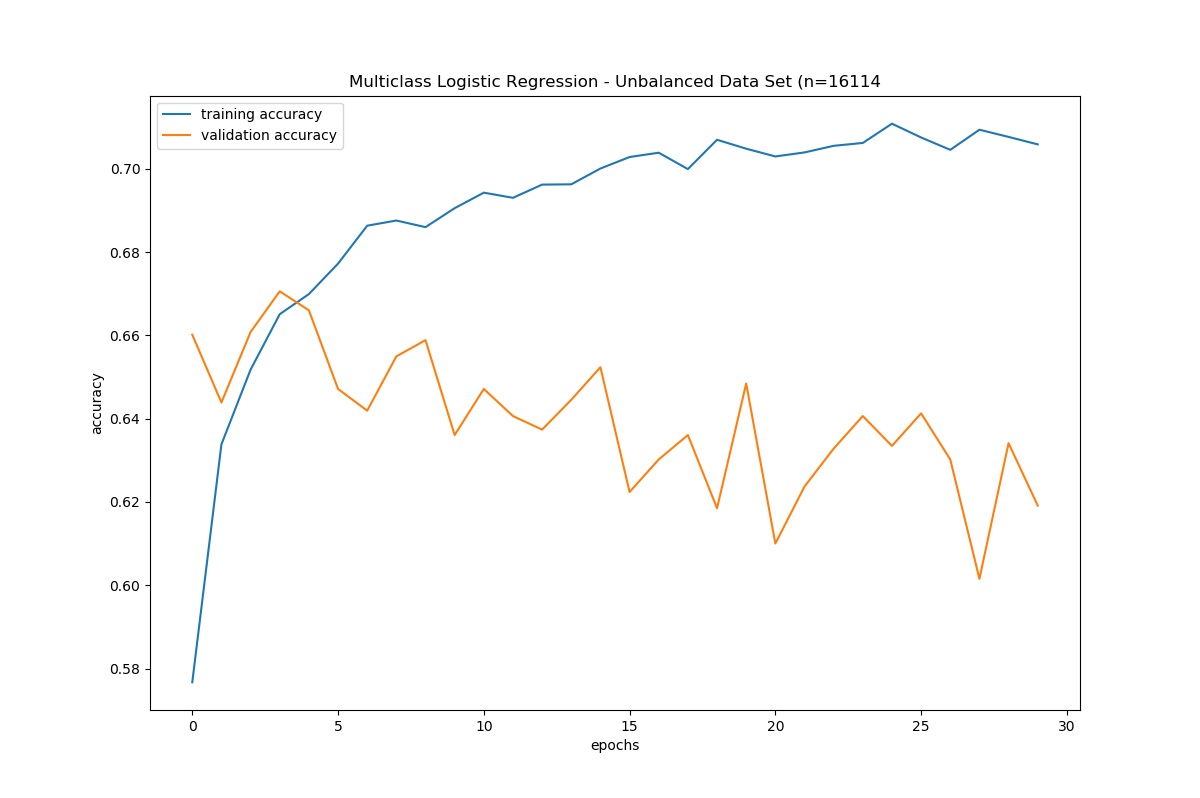 Multiclass Logistic Regression - Unbalanced Data Set (n=16114
training accuracy
validation accuracy
0.70
0.68
0.66
0.64
0.62
0.60
0.58
accuracy
0 5 10 15 20 25 30
epochs